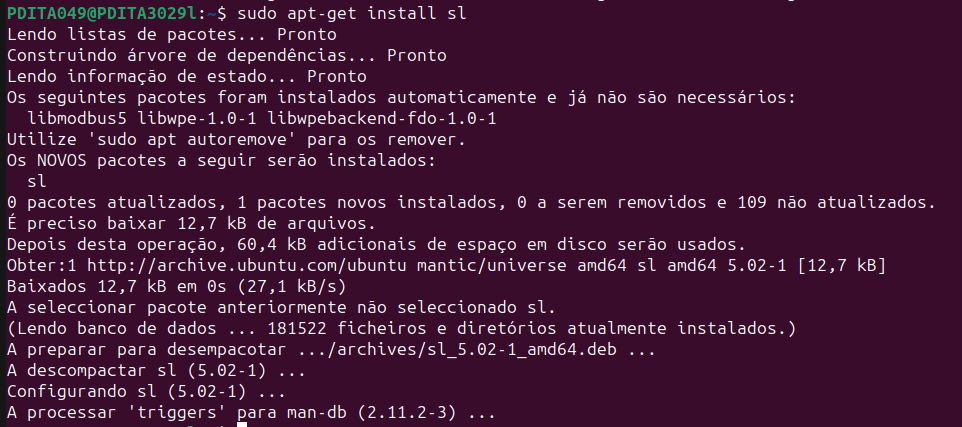 PDITA049@PDITA3029l:~$ sudo apt-get install sl
Lendo listas de pacotes... Pronto
Construindo árvore de dependências... Pronto
Lendo informação de estado... Pronto
Os seguintes pacotes foram instalados automaticamente e já não são necessários:
  libmodbus5 libwpe-1.0-1 libwpebackend-fdo-1.0-1
Utilize 'sudo apt autoremove' para os remover.
Os NOVOS pacotes a seguir serão instalados:
  sl
0 pacotes atualizados, 1 pacotes novos instalados, 0 a serem removidos e 109 não atualizados.
É preciso baixar 12,7 kB de arquivos.
Depois desta operação, 60,4 kB adicionais de espaço em disco serão usados.
Obter:1 http://archive.ubuntu.com/ubuntu mantic/universe amd64 sl amd64 5.02-1 [12,7 kB]
Baixados 12,7 kB em 0s (27,1 kB/s)
A seleccionar pacote anteriormente não seleccionado sl.
(Lendo banco de dados ... 181522 ficheiros e diretórios atualmente instalados.)
A preparar para desempacotar .../archives/sl_5.02-1_amd64.deb ...
A descompactar sl (5.02-1) ...
Configurando sl (5.02-1) ...
A processar 'triggers' para man-db (2.11.2-3) ...